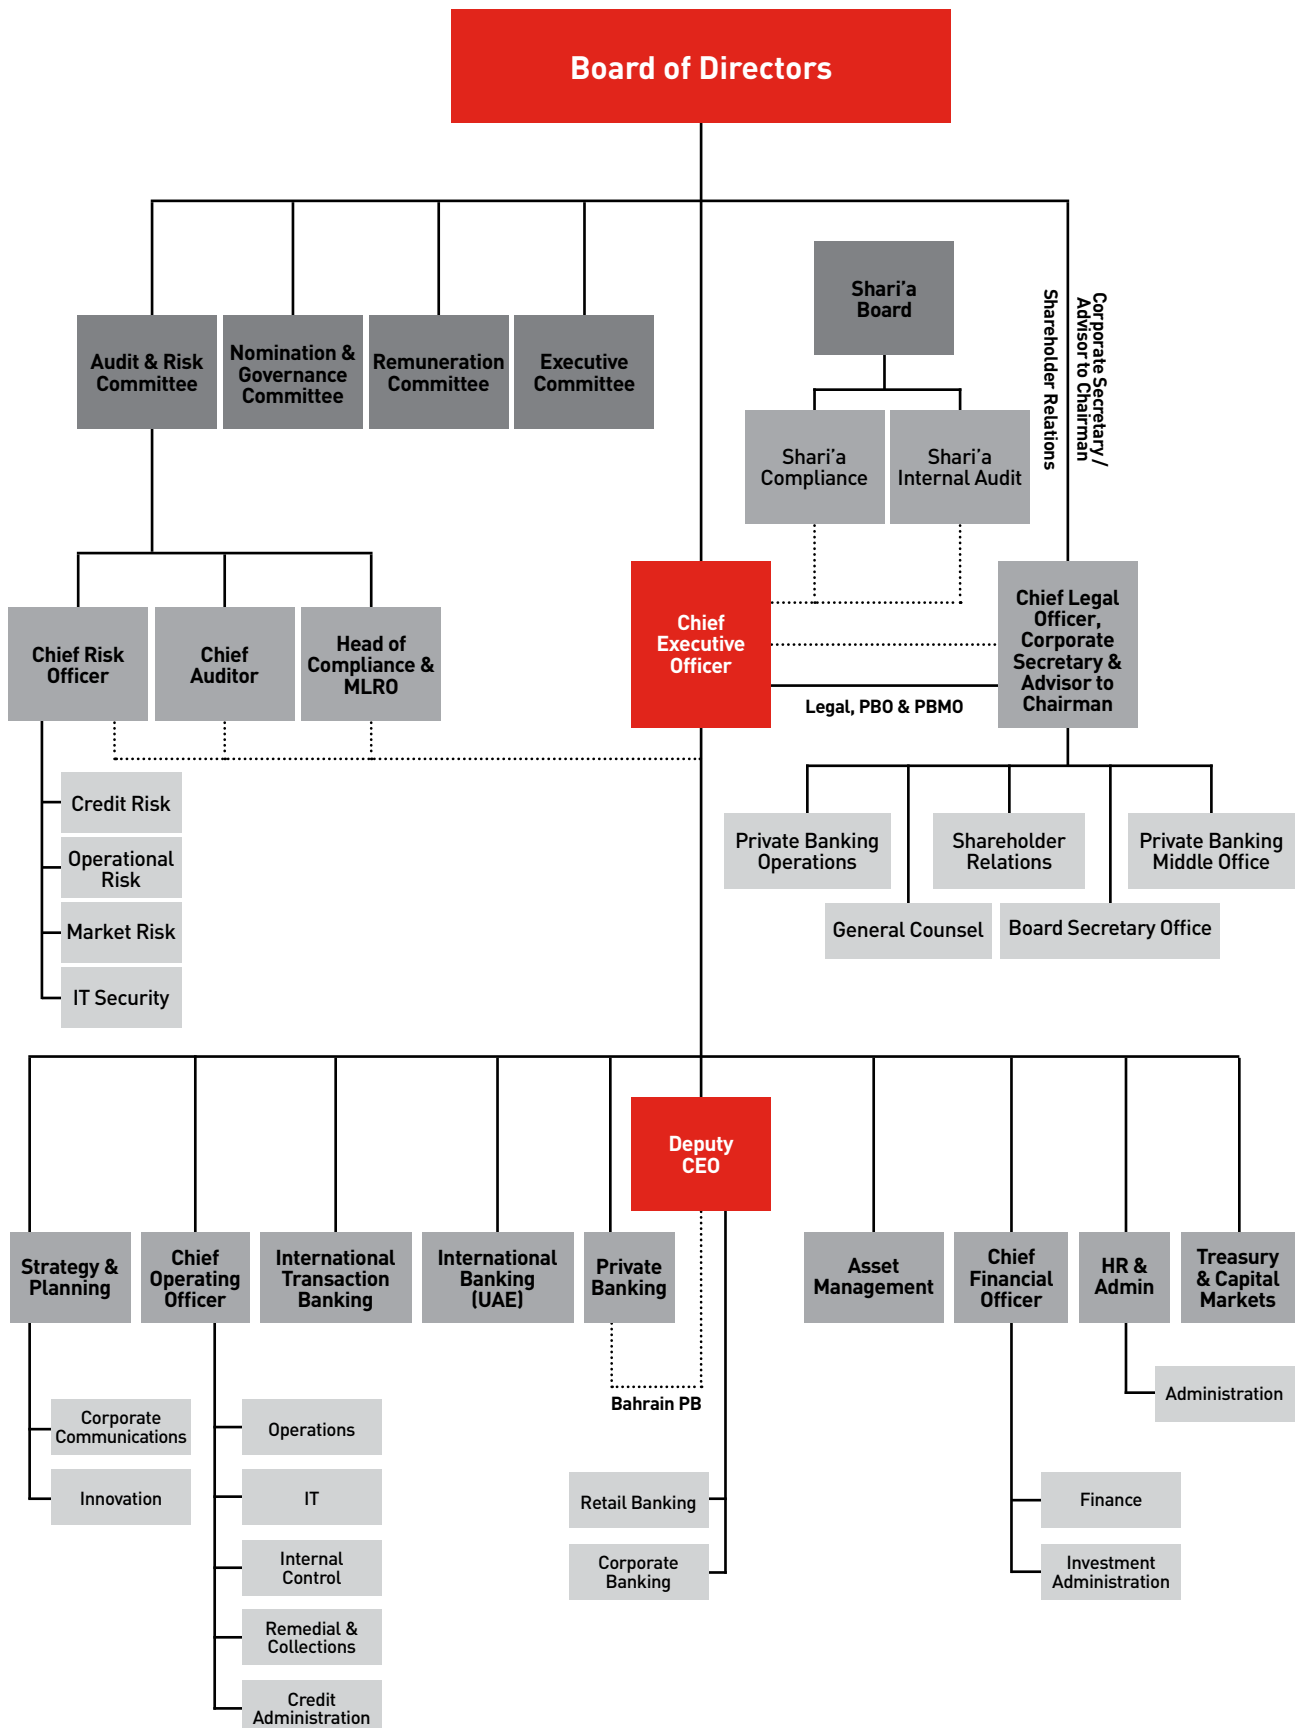 Board of Directors
Shari’a
Board
Corporate Secretary /
Advisor to Chairman
Shareholder Relations
Audit & Risk
Committee
Nomination &
Governance
Committee
Remuneration
Committee
Executive
Committee
Shari’a
Compliance
Shari’a
Internal Audit
Chief Risk
Officer
Chief
Auditor
Head of
Compliance &
MLRO
Chief
Executive
Officer
Chief Legal
Officer,
Corporate
Secretary &
Advisor to
Chairman
Legal, PBO & PBMO
Credit Risk
Operational
Risk
Market Risk
IT Security
Private Banking
Operations
Shareholder
Relations
Private Banking
Middle Office
General Counsel
Board Secretary Office
Deputy
CEO
Strategy &
Planning
Chief
Operating
Officer
International
Transaction
Banking
International
Banking
(UAE)
Private
Banking
Asset
Management
Chief
Financial
Officer
HR &
Admin
Treasury
& Capital
Markets
Bahrain PB
Corporate
Communications
Innovation
Operations
IT
Internal
Control
Remedial &
Collections
Credit
Administration
Retail Banking
Corporate
Banking
Administration
Finance
Investment
Administration